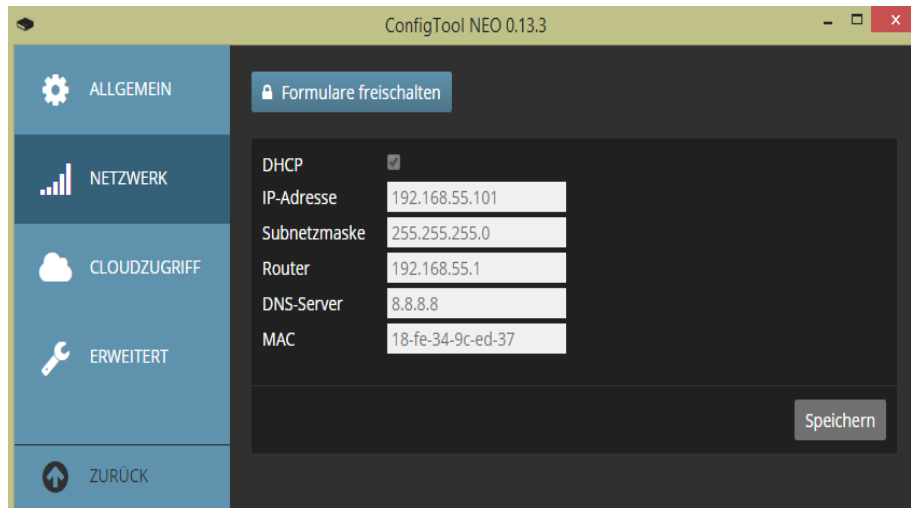 ConfigTool NEO 0.13.3
ALLGEMEIN
NETZWERK
CLOUDZUGRIFF
ERWEITERT
ZURÜCK
Formulare freischalten
DHCP
IP-Adresse 192.168.55.101
Subnetzmaske 255.255.255.0
Router 192.168.55.1
DNS-Server 8.8.8.8
MAC 18-fe-34-9c-ed-37
Speichern